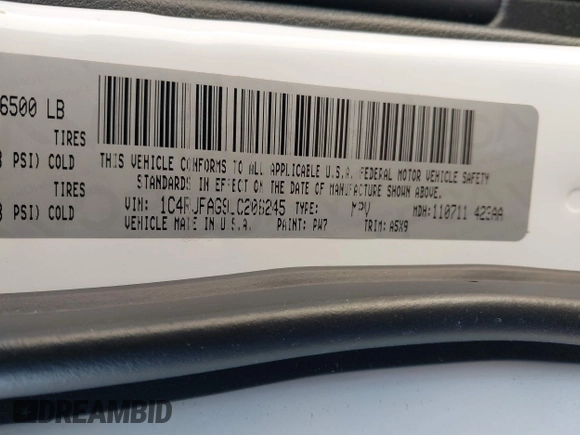 6500 LB
TIRES
PSI) COLD
TIRES
PSI) COLD
THIS VEHICLE CONFORMS TO ALL APPLICABLE U.S.A. FEDERAL MOTOR VEHICLE SAFETY
STANDARDS IN EFFECT ON THE DATE OF MANUFACTURE SHOWN ABOVE.
VIN: 1C4RJFAG9LC206245 TYPE: MPV MDH: 110711 423AA
VEHICLE MADE IN U.S.A. PAINT: PW7 TRIM: A5X9
DREAMBID